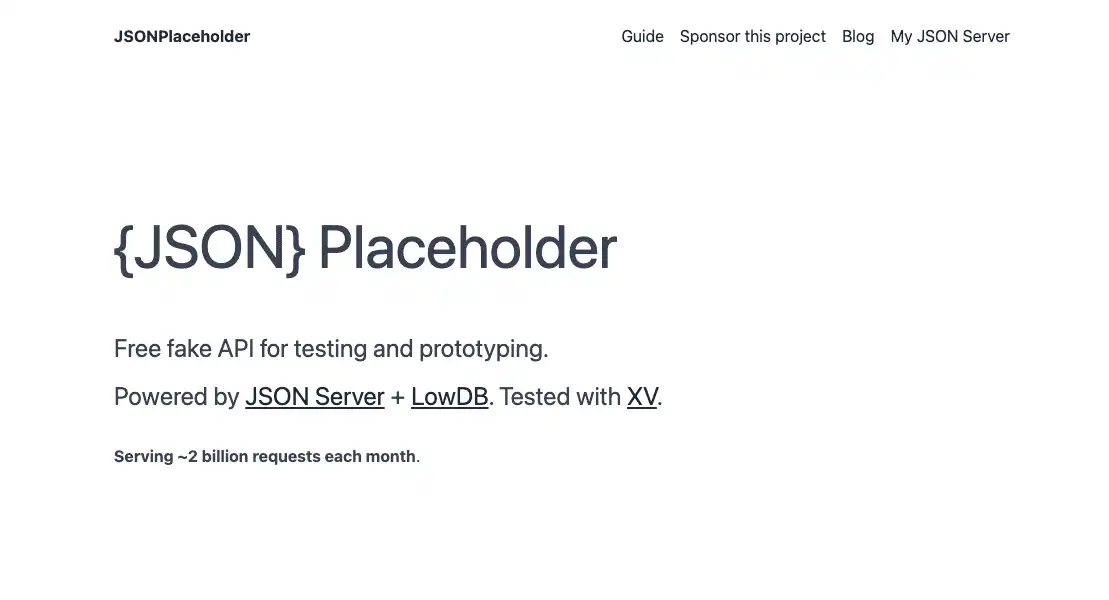 JSONPlaceholder
Guide Sponsor this project Blog My JSON Server
{JSON} Placeholder
Free fake API for testing and prototyping.
Powered by JSON Server + LowDB. Tested with XV.
Serving ~2 billion requests each month.